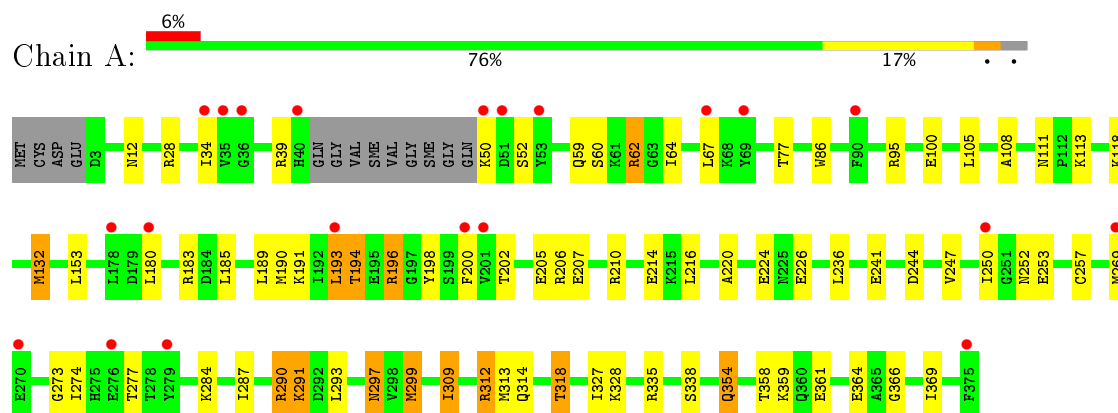 6%
Chain A:
76% 17% • •
MET CYS ASP GLU D3 N12 R28 I34 V35 G36 R39 H40 GLN GLY VAL SME VAL GLY SME GLY GLN K50 D51 S52 Y53 Q59 S60 K61 R62 G63 I64 L67 K68 Y69 T77 W86 F90 R95 E100 L105 A108 N111 P112 K113 K118
M132 L153 L178 D179 L180 R183 D184 L185 L189 M190 K191 I192 L193 T194 E195 R196 G197 Y198 S199 F200 V201 T202 E205 R206 E207 R210 E214 K215 L216 A220 E224 N225 E226 L236 E241 D244 V247 I250 G251 N252 E253 C257 M269
E270 G273 I274 H275 E276 T277 T278 Y279 K284 I287 R290 K291 D292 L293 N297 V298 M299 I309 R312 M313 Q314 T318 I327 K328 R335 S338 Q354 T358 K359 Q360 E361 E364 A365 G366 I369 F375